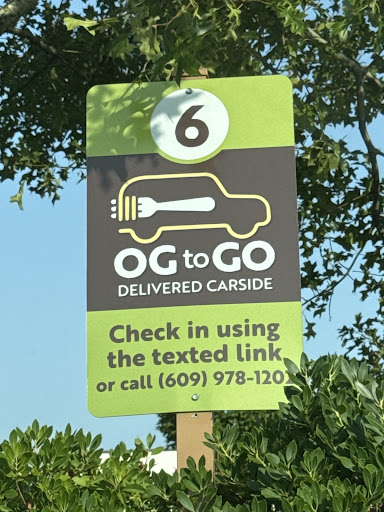 6
OG to GO
DELIVERED CARSIDE
Check in using
the texted link
or call (609) 978-120